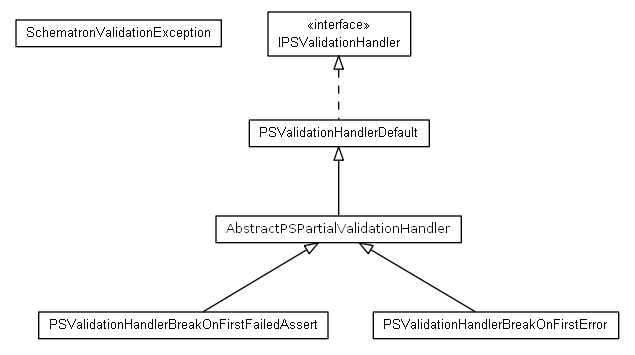 SchematronValidationException
«interface»
IPSValidationHandler
PSValidationHandlerDefault
AbstractPSPartialValidationHandler
PSValidationHandlerBreakOnFirstFailedAssert
PSValidationHandlerBreakOnFirstError